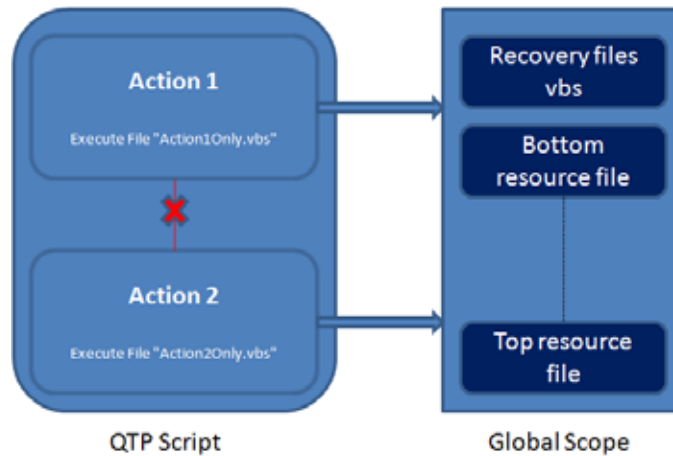 Action 1
Execute File "Action1Only.vbs"
Action 2
Execute File "Action2Only.vbs"
QTP Script
Recovery files
vbs
Bottom
resource file
Top resource
file
Global Scope